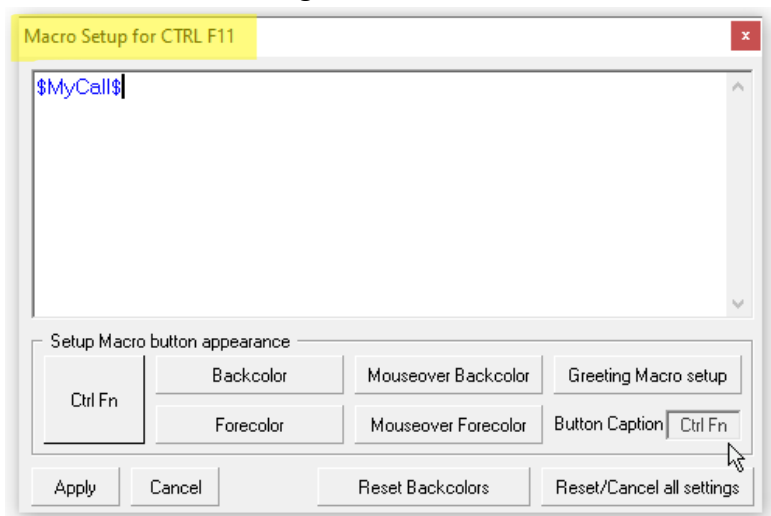 Macro Setup for CTRL F11
x
$MyCall$
Setup Macro button appearance
Ctrl Fn
Backcolor
Mouseover Backcolor
Greeting Macro setup
Forecolor
Mouseover Forecolor
Button Caption Ctrl Fn
Apply
Cancel
Reset Backcolors
Reset/Cancel all settings